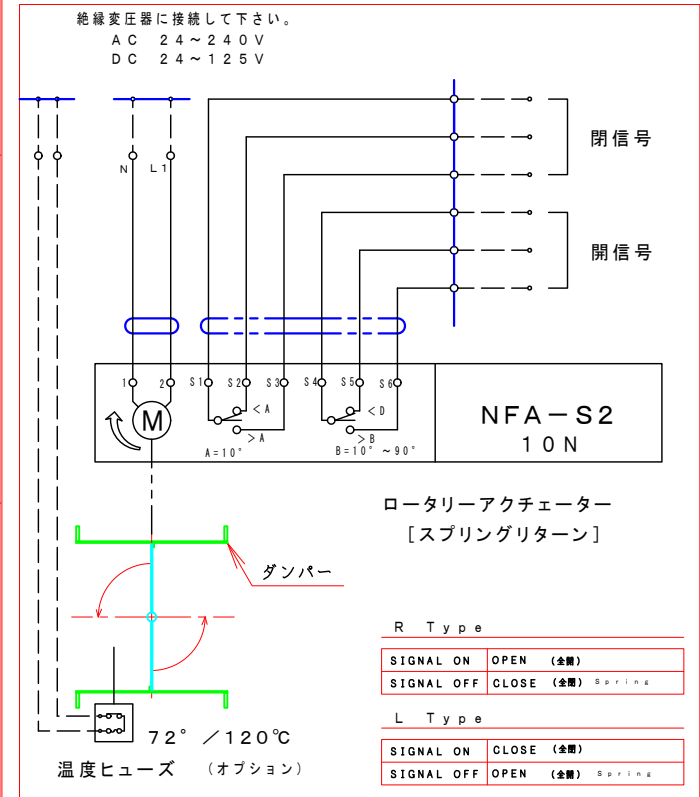 絶縁変圧器に接続して下さい。
AC 24~240V
DC 24~125V
閉信号
N L1
開信号
1 2 S1 S2 S3 S4 S5 S6
M
<A
>A
A=10°
<D
>B
B=10°~90°
NFA-S2
10N
ロータリーアクチェーター
[スプリングリターン]
ダンパー
R Type
SIGNAL ON OPEN (全開)
SIGNAL OFF CLOSE (全閉) Spring
L Type
SIGNAL ON CLOSE (全閉)
SIGNAL OFF OPEN (全開) Spring
72°/120℃
温度ヒューズ (オプション)